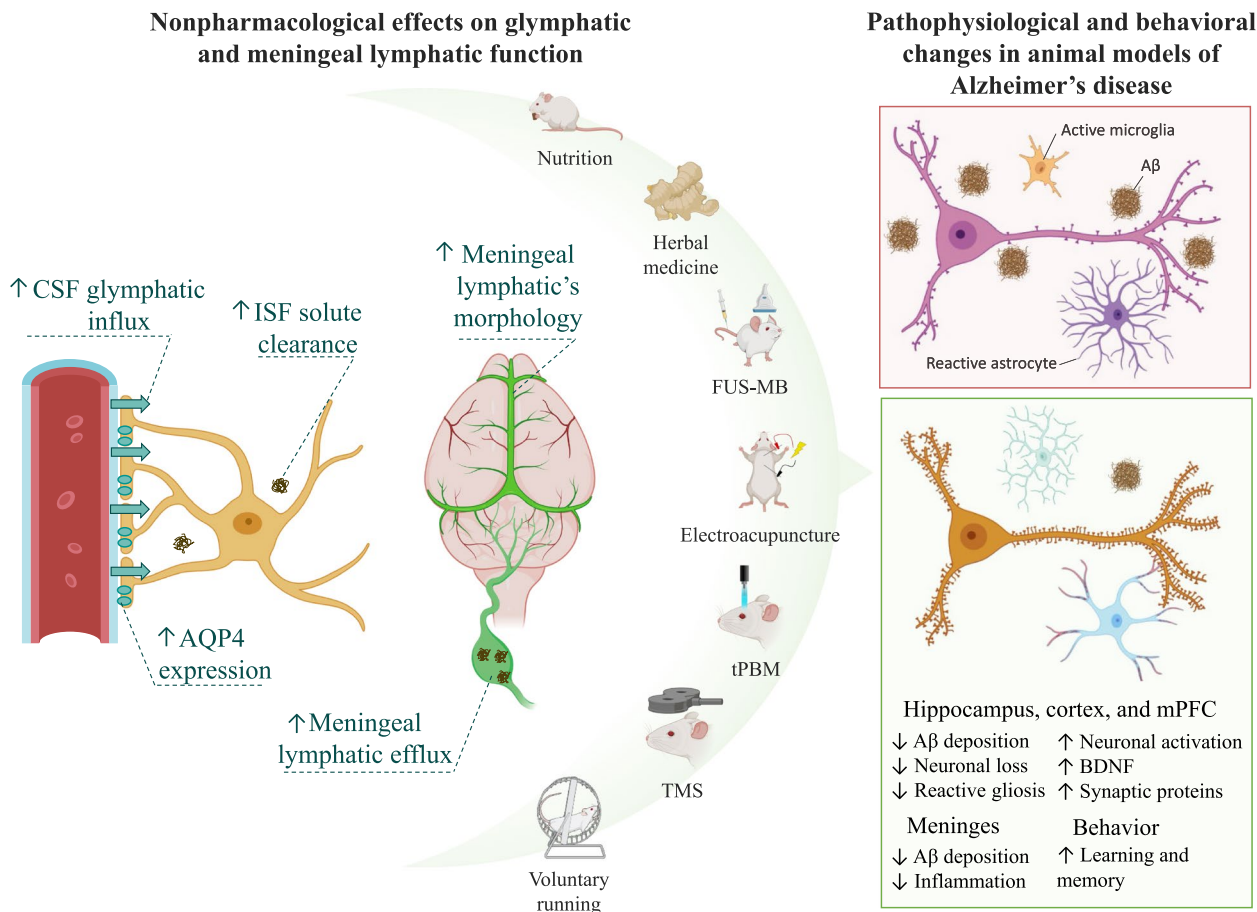 Nonpharmacological effects on glymphatic
and meningeal lymphatic function
Pathophysiological and behavioral
changes in animal models of
Alzheimer's disease
↑ CSF glymphatic
influx
↑ ISF solute
clearance
↑ Meningeal
lymphatic's
morphology
↑ AQP4
expression
↑ Meningeal
lymphatic efflux
Nutrition
Herbal
medicine
FUS-MB
Electroacupuncture
tPBM
TMS
Voluntary
running
Active microglia
Aβ
Reactive astrocyte
Hippocampus, cortex, and mPFC
↓ Aβ deposition
↓ Neuronal loss
↓ Reactive gliosis
↑ Neuronal activation
↑ BDNF
↑ Synaptic proteins
Meninges
↓ Aβ deposition
↓ Inflammation
Behavior
↑ Learning and
memory